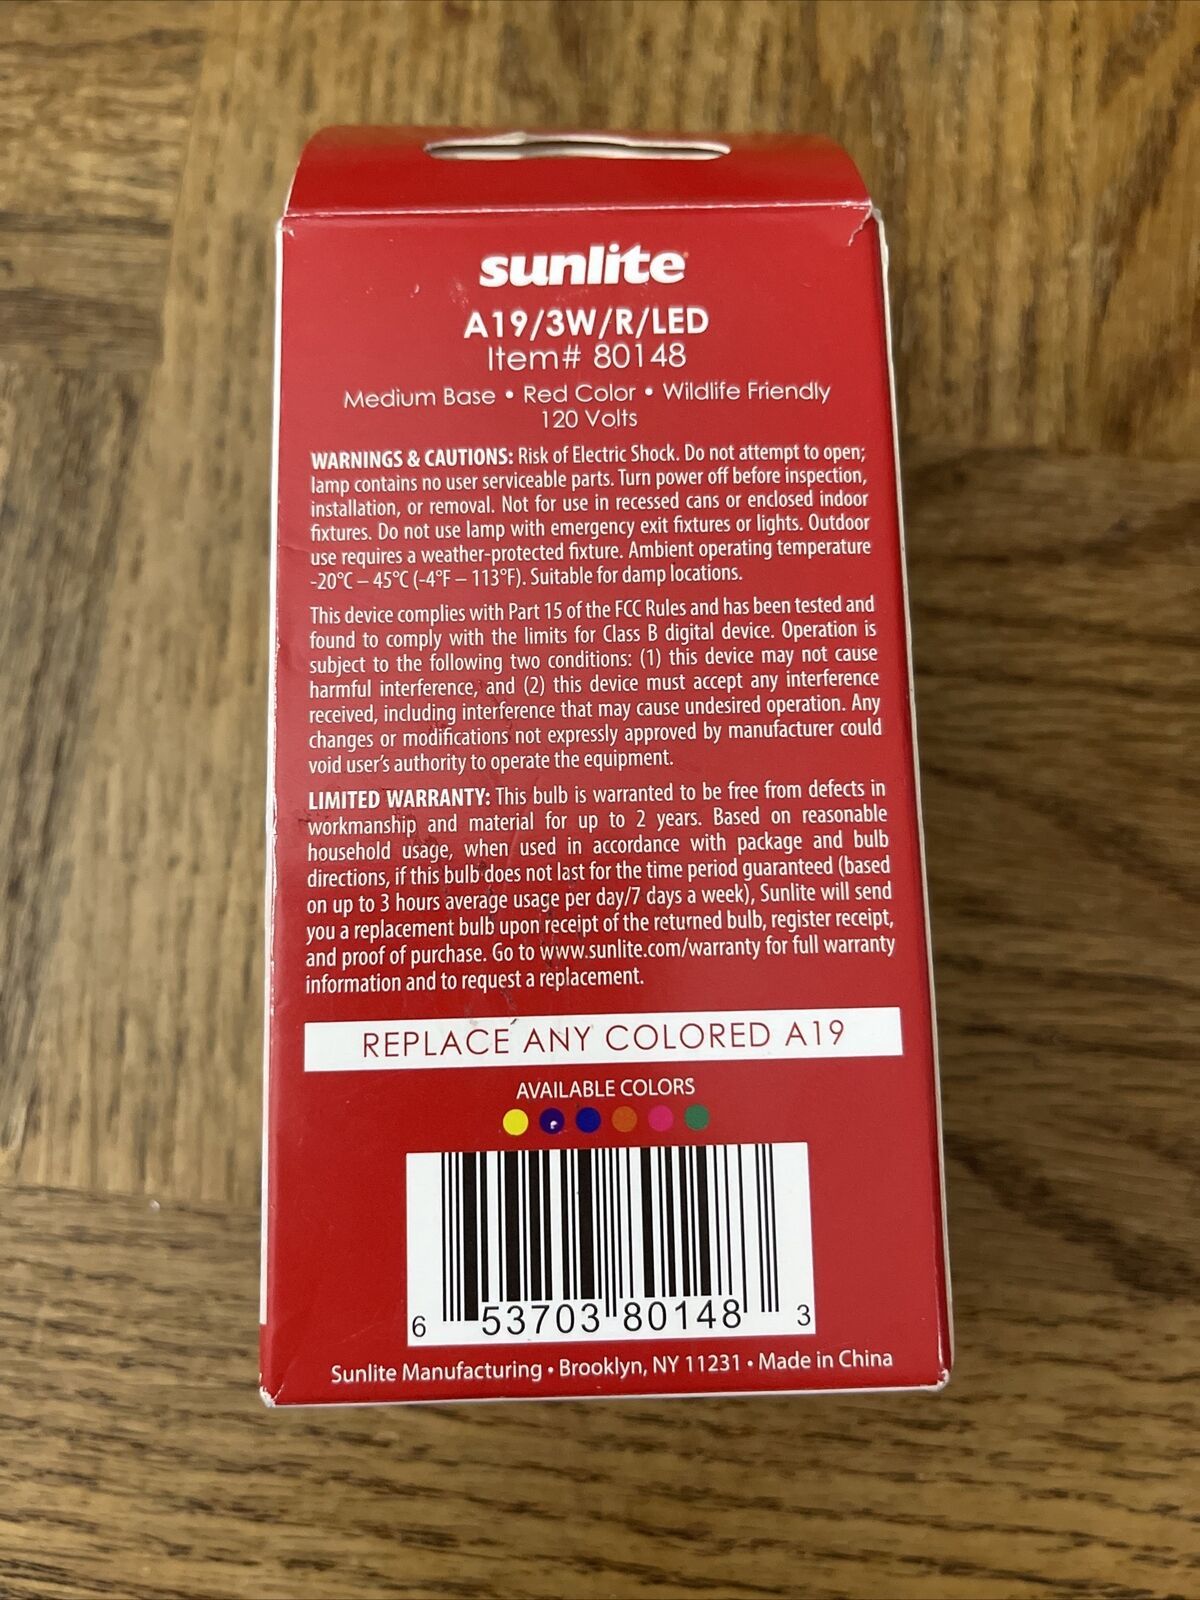 sunlite
A19/3W/R/LED
Item# 80148
Medium Base • Red Color • Wildlife Friendly
120 Volts
WARNINGS & CAUTIONS: Risk of Electric Shock. Do not attempt to open;
lamp contains no user serviceable parts. Turn power off before inspection,
installation, or removal. Not for use in recessed cans or enclosed indoor
fixtures. Do not use lamp with emergency exit fixtures or lights. Outdoor
use requires a weather-protected fixture. Ambient operating temperature
-20°C – 45°C (-4°F – 113°F). Suitable for damp locations.
This device complies with Part 15 of the FCC Rules and has been tested and
found to comply with the limits for Class B digital device. Operation is
subject to the following two conditions: (1) this device may not cause
harmful interference, and (2) this device must accept any interference
received, including interference that may cause undesired operation. Any
changes or modifications not expressly approved by manufacturer could
void user's authority to operate the equipment.
LIMITED WARRANTY: This bulb is warranted to be free from defects in
workmanship and material for up to 2 years. Based on reasonable
household usage, when used in accordance with package and bulb
directions, if this bulb does not last for the time period guaranteed (based
on up to 3 hours average usage per day/7 days a week), Sunlite will send
you a replacement bulb upon receipt of the returned bulb, register receipt,
and proof of purchase. Go to www.sunlite.com/warranty for full warranty
information and to request a replacement.
REPLACE ANY COLORED A19
AVAILABLE COLORS
6 53703 80148 3
Sunlite Manufacturing • Brooklyn, NY 11231 • Made in China